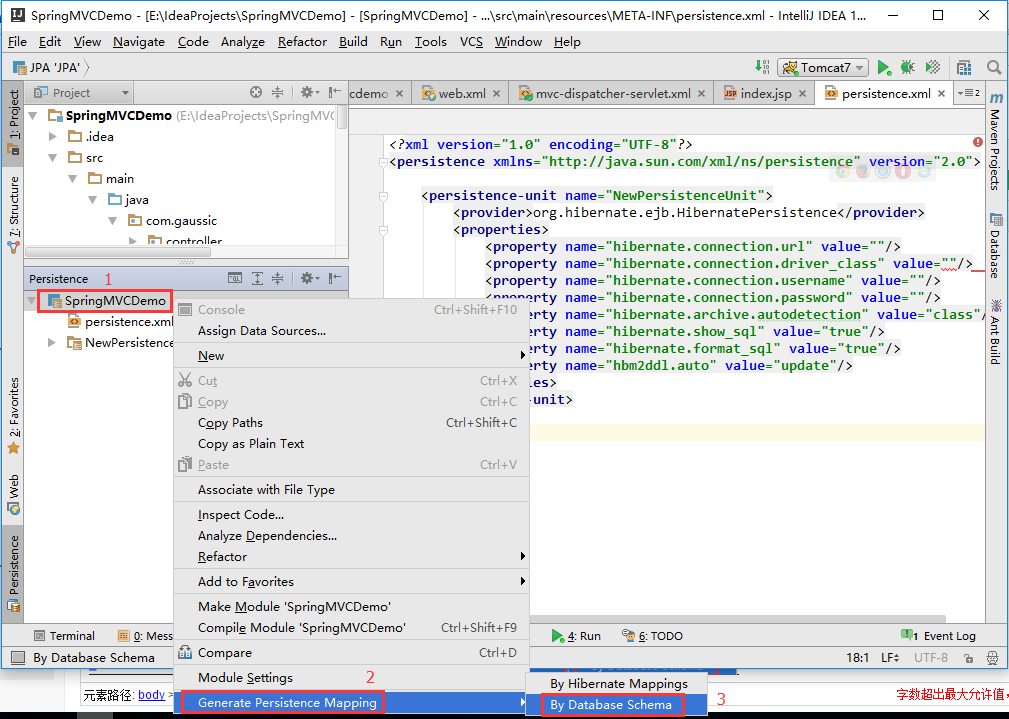 SpringMVCDemo - [E:\IdeaProjects\SpringMVCDemo] - [SpringMVCDemo] - ...\src\main\resources\META-INF\persistence.xml - IntelliJ IDEA 1...
File Edit View Navigate Code Analyze Refactor Build Run Tools VCS Window Help
JPA 'JPA' Tomcat7
Project cdemo web.xml mvc-dispatcher-servlet.xml index.jsp persistence.xml 2
1: Project
7: Structure
2: Favorites
Web
Persistence
SpringMVCDemo (E:\IdeaProjects\SpringMVC
.idea
src
main
java
com.gaussic
controller
<?xml version="1.0" encoding="UTF-8"?>
<persistence xmlns="http://java.sun.com/xml/ns/persistence" version="2.0">
<persistence-unit name="NewPersistenceUnit">
<provider>org.hibernate.ejb.HibernatePersistence</provider>
<properties>
<property name="hibernate.connection.url" value=""/>
<property name="hibernate.connection.driver_class" value=""/>
<property name="hibernate.connection.username" value=""/>
<property name="hibernate.connection.password" value=""/>
rty name="hibernate.archive.autodetection" value="class"/
rty name="hibernate.show_sql" value="true"/>
rty name="hibernate.format_sql" value="true"/>
rty name="hbm2ddl.auto" value="update"/>
ies>
-unit>
Maven Projects
Database
Ant Build
Persistence 1
SpringMVCDemo
persistence.xml
NewPersistence
Console Ctrl+Shift+F10
Assign Data Sources...
New
Cut Ctrl+X
Copy Ctrl+C
Copy Paths Ctrl+Shift+C
Copy as Plain Text
Paste Ctrl+V
Associate with File Type
Inspect Code...
Analyze Dependencies...
Refactor
Add to Favorites
Make Module 'SpringMVCDemo'
Compile Module 'SpringMVCDemo' Ctrl+Shift+F9
Compare Ctrl+D
Module Settings 2
Generate Persistence Mapping
By Hibernate Mappings
By Database Schema 3
Terminal 0: Mess 4: Run 6: TODO 1 Event Log
By Database Schema 18:1 LF UTF-8
元素路径: body > 字数超出最大允许值，